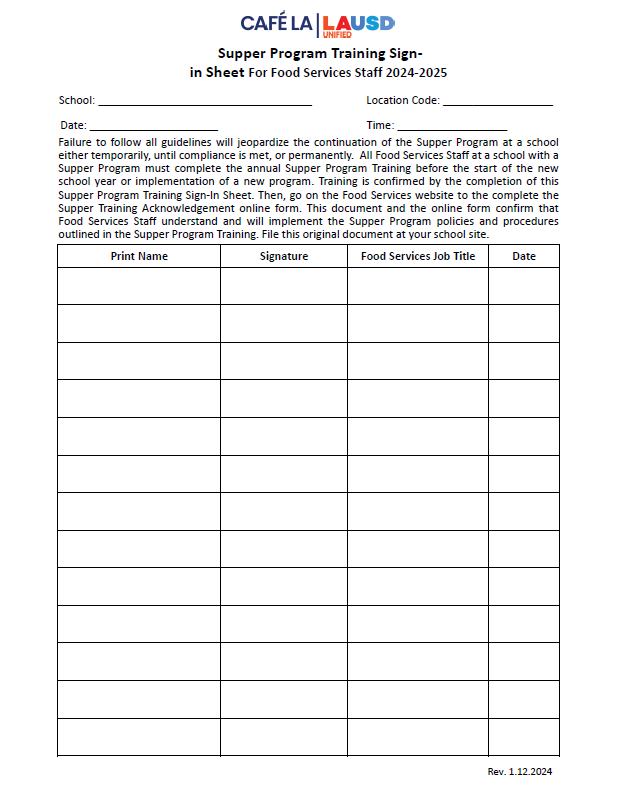 CAFÉ LA LAUSD
UNIFIED
Supper Program Training Sign-
in Sheet For Food Services Staff 2024-2025
School: ___________________________________ Location Code: __________________
Date: _____________________ Time: __________________
Failure to follow all guidelines will jeopardize the continuation of the Supper Program at a school
either temporarily, until compliance is met, or permanently. All Food Services Staff at a school with a
Supper Program must complete the annual Supper Program Training before the start of the new
school year or implementation of a new program. Training is confirmed by the completion of this
Supper Program Training Sign-In Sheet. Then, go on the Food Services website to the complete the
Supper Training Acknowledgement online form. This document and the online form confirm that
Food Services Staff understand and will implement the Supper Program policies and procedures
outlined in the Supper Program Training. File this original document at your school site.
Print Name Signature Food Services Job Title Date
Rev. 1.12.2024